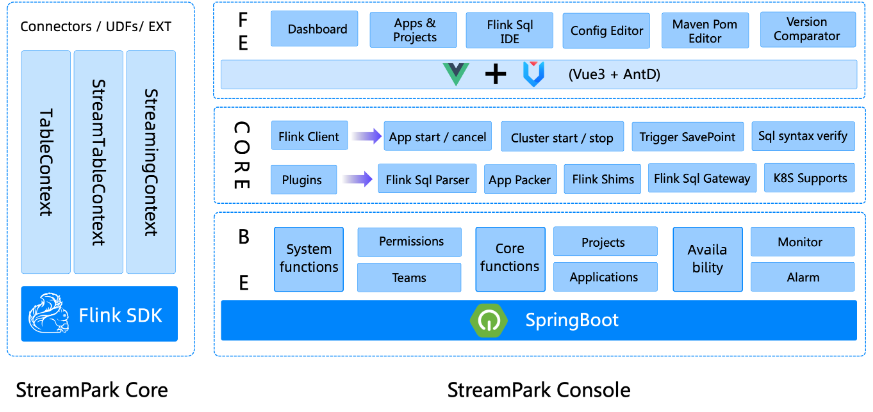 Connectors / UDFs/ EXT
TableContext
StreamTableContext
StreamingContext
Flink SDK
StreamPark Core
F
E
Dashboard
Apps &
Projects
Flink Sql
IDE
Config Editor
Maven Pom
Editor
Version
Comparator
(Vue3 + AntD)
C
O
R
E
Flink Client
App start / cancel
Cluster start / stop
Trigger SavePoint
Sql syntax verify
Plugins
Flink Sql Parser
App Packer
Flink Shims
Flink Sql Gateway
K8S Supports
B
E
System
functions
Permissions
Teams
Core
functions
Projects
Applications
Availa
bility
Monitor
Alarm
SpringBoot
StreamPark Console